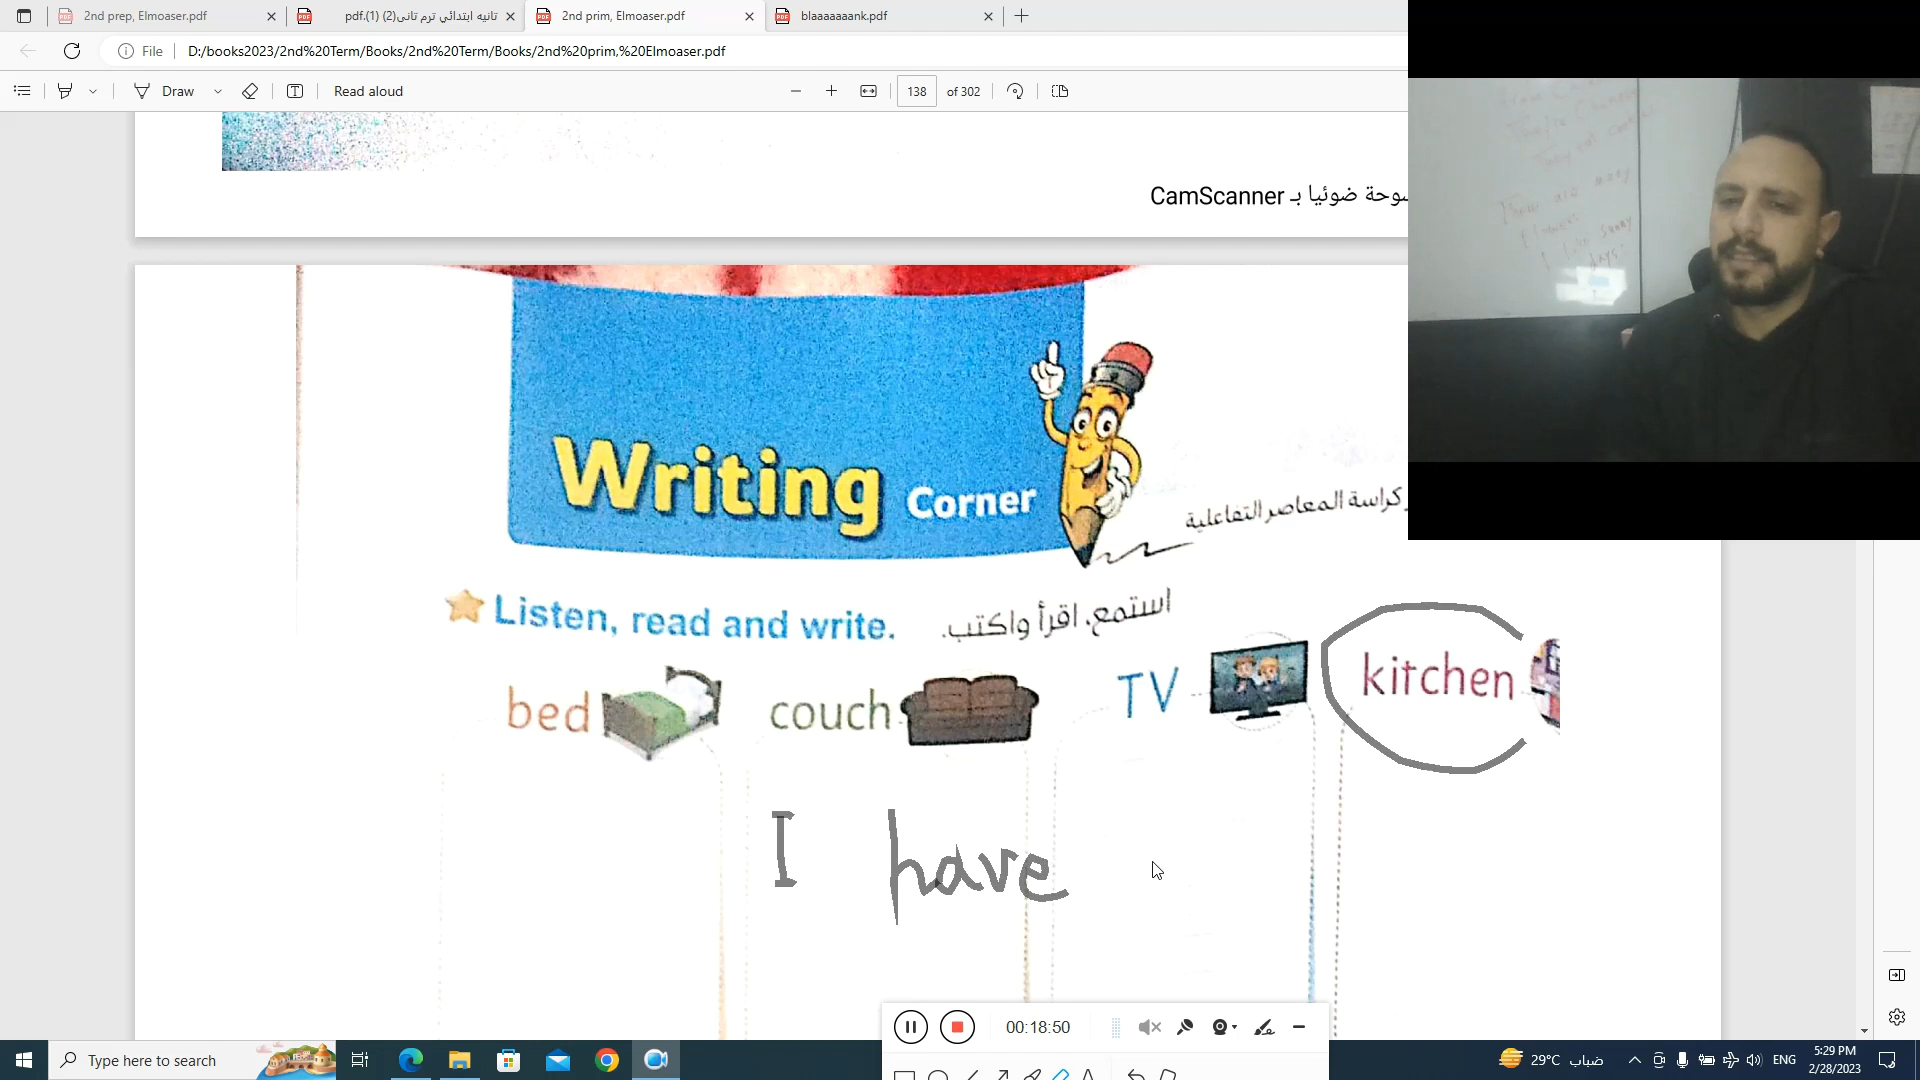 2nd prep, Elmoaser.pdf
تانيه ابتدائي ترم تانى(2) (1).pdf
2nd prim, Elmoaser.pdf
blaaaaaaank.pdf
File
D:/books2023/2nd%20Term/Books/2nd%20Term/Books/2nd%20prim,%20Elmoaser.pdf
Draw
Read aloud
138
of 302
ضوئيا بـ CamScanner
Writing Corner
كراسة المعاصر التفاعلية
Listen, read and write.
استمع، اقرأ واكتب.
bed
couch
TV
kitchen
I have
00:18:50
Type here to search
29°C
ضباب
ENG
5:29 PM
2/28/2023